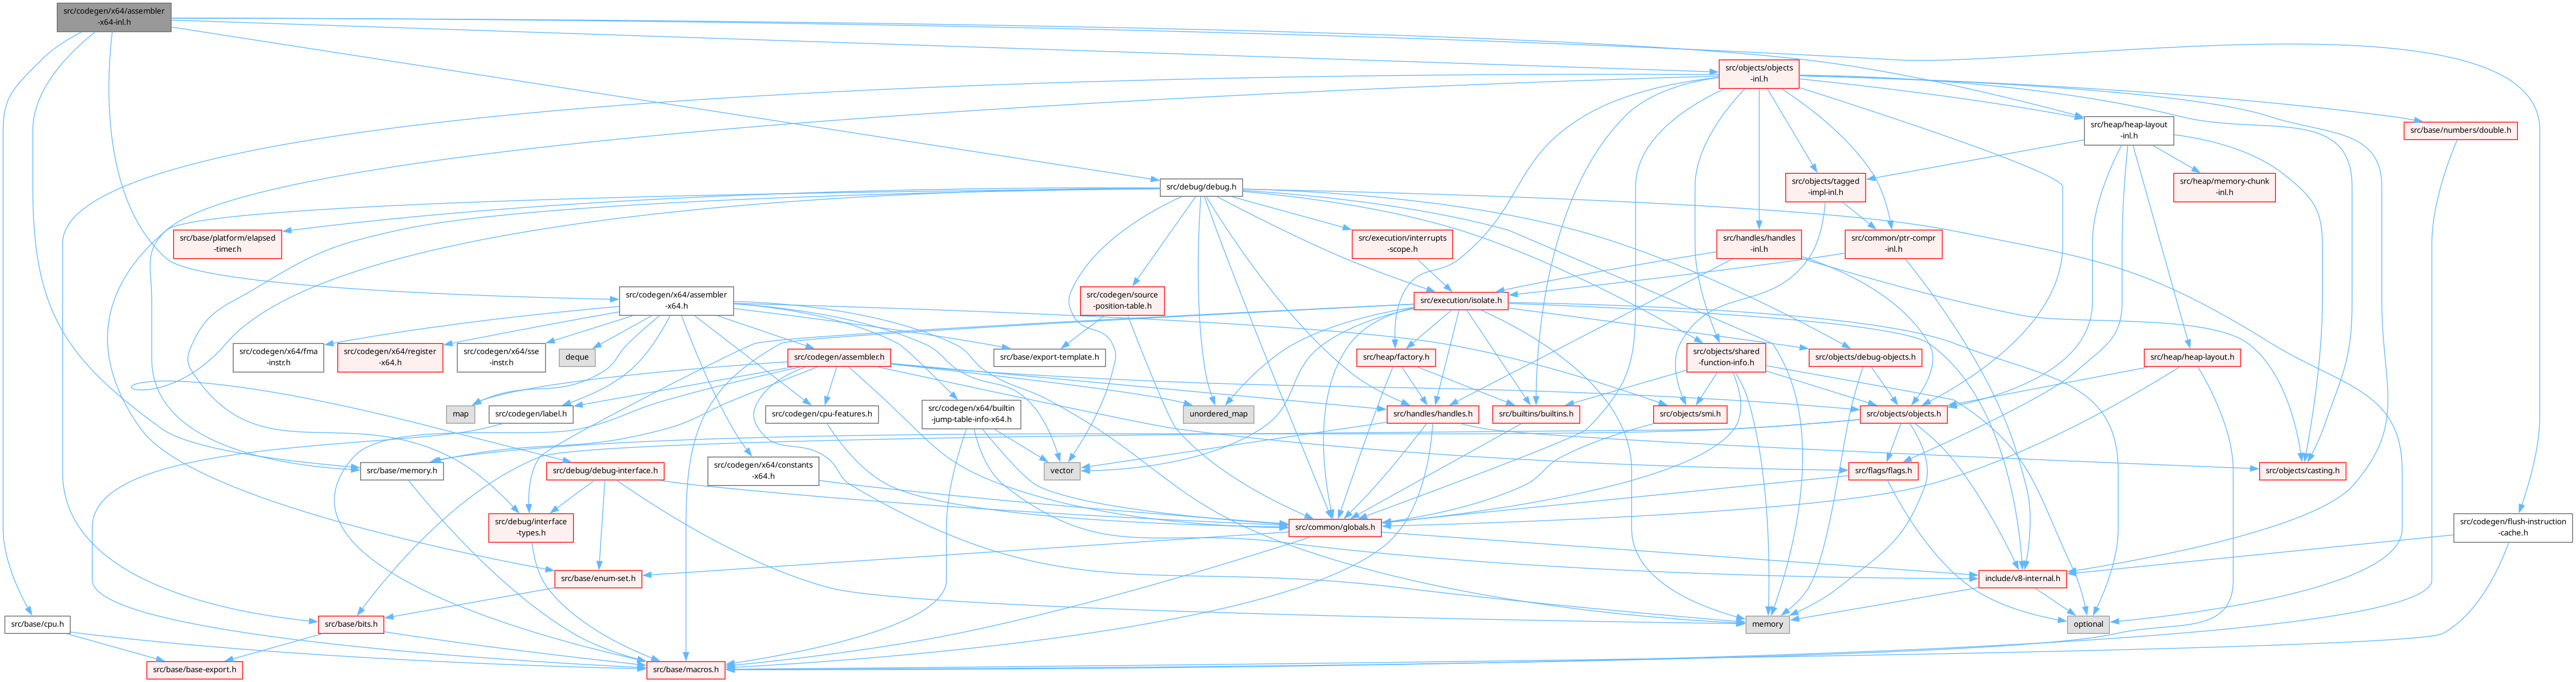 src/codegen/x64/assembler
-x64-inl.h
src/objects/objects
-inl.h
src/heap/heap-layout
-inl.h
src/base/numbers/double.h
src/debug/debug.h
src/objects/tagged
-impl-inl.h
src/heap/memory-chunk
-inl.h
src/base/platform/elapsed
-timer.h
src/execution/interrupts
-scope.h
src/handles/handles
-inl.h
src/common/ptr-compr
-inl.h
src/codegen/x64/assembler
-x64.h
src/codegen/source
-position-table.h
src/execution/isolate.h
src/codegen/x64/fma
-instr.h
src/codegen/x64/register
-x64.h
src/codegen/x64/sse
-instr.h
deque
src/codegen/assembler.h
src/base/export-template.h
src/heap/factory.h
src/objects/shared
-function-info.h
src/objects/debug-objects.h
src/heap/heap-layout.h
map
src/codegen/label.h
src/codegen/cpu-features.h
src/codegen/x64/builtin
-jump-table-info-x64.h
unordered_map
src/handles/handles.h
src/builtins/builtins.h
src/objects/smi.h
src/objects/objects.h
src/base/memory.h
src/debug/debug-interface.h
src/codegen/x64/constants
-x64.h
vector
src/flags/flags.h
src/objects/casting.h
src/debug/interface
-types.h
src/common/globals.h
src/codegen/flush-instruction
-cache.h
src/base/enum-set.h
include/v8-internal.h
src/base/cpu.h
src/base/bits.h
memory
optional
src/base/base-export.h
src/base/macros.h